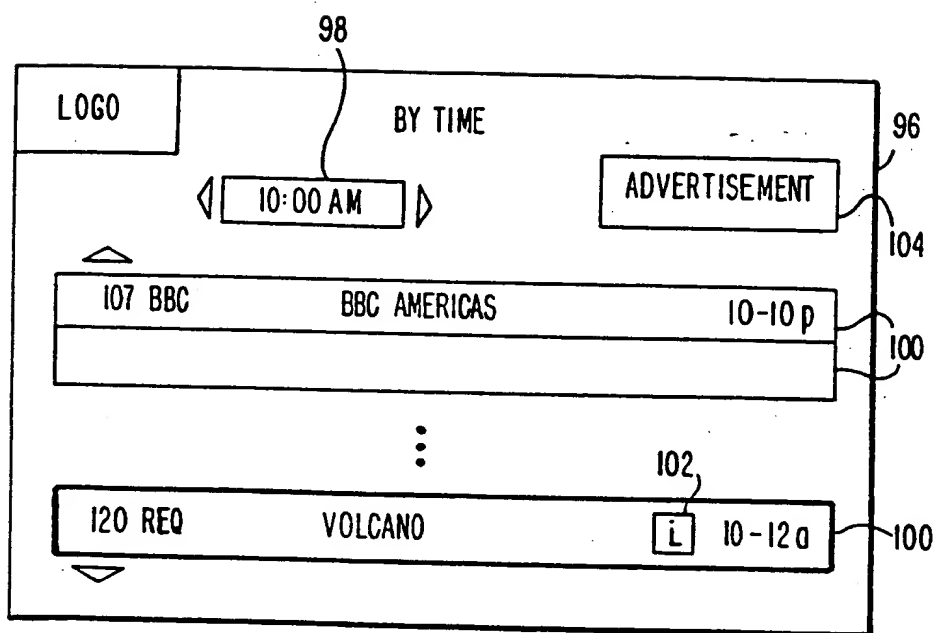 98
LOGO
BY TIME
96
10:00 AM
ADVERTISEMENT
104
107 BBC BBC AMERICAS 10-10 p
100
102
120 REQ VOLCANO i 10-12 a
100